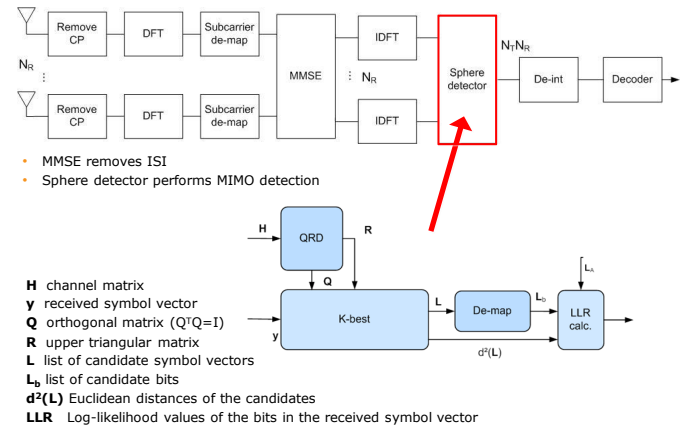 Remove CP
DFT
Subcarrier de-map
MMSE
IDFT
Sphere detector
NTNR
De-int
Decoder
NR
⋮
⋮ NR
Remove CP
DFT
Subcarrier de-map
IDFT
• MMSE removes ISI
• Sphere detector performs MIMO detection
H
QRD
R
Q
LA
K-best
L
De-map
Lb
LLR calc.
y
d²(L)
H channel matrix
y received symbol vector
Q orthogonal matrix (QᵀQ=I)
R upper triangular matrix
L list of candidate symbol vectors
Lb list of candidate bits
d²(L) Euclidean distances of the candidates
LLR Log-likelihood values of the bits in the received symbol vector